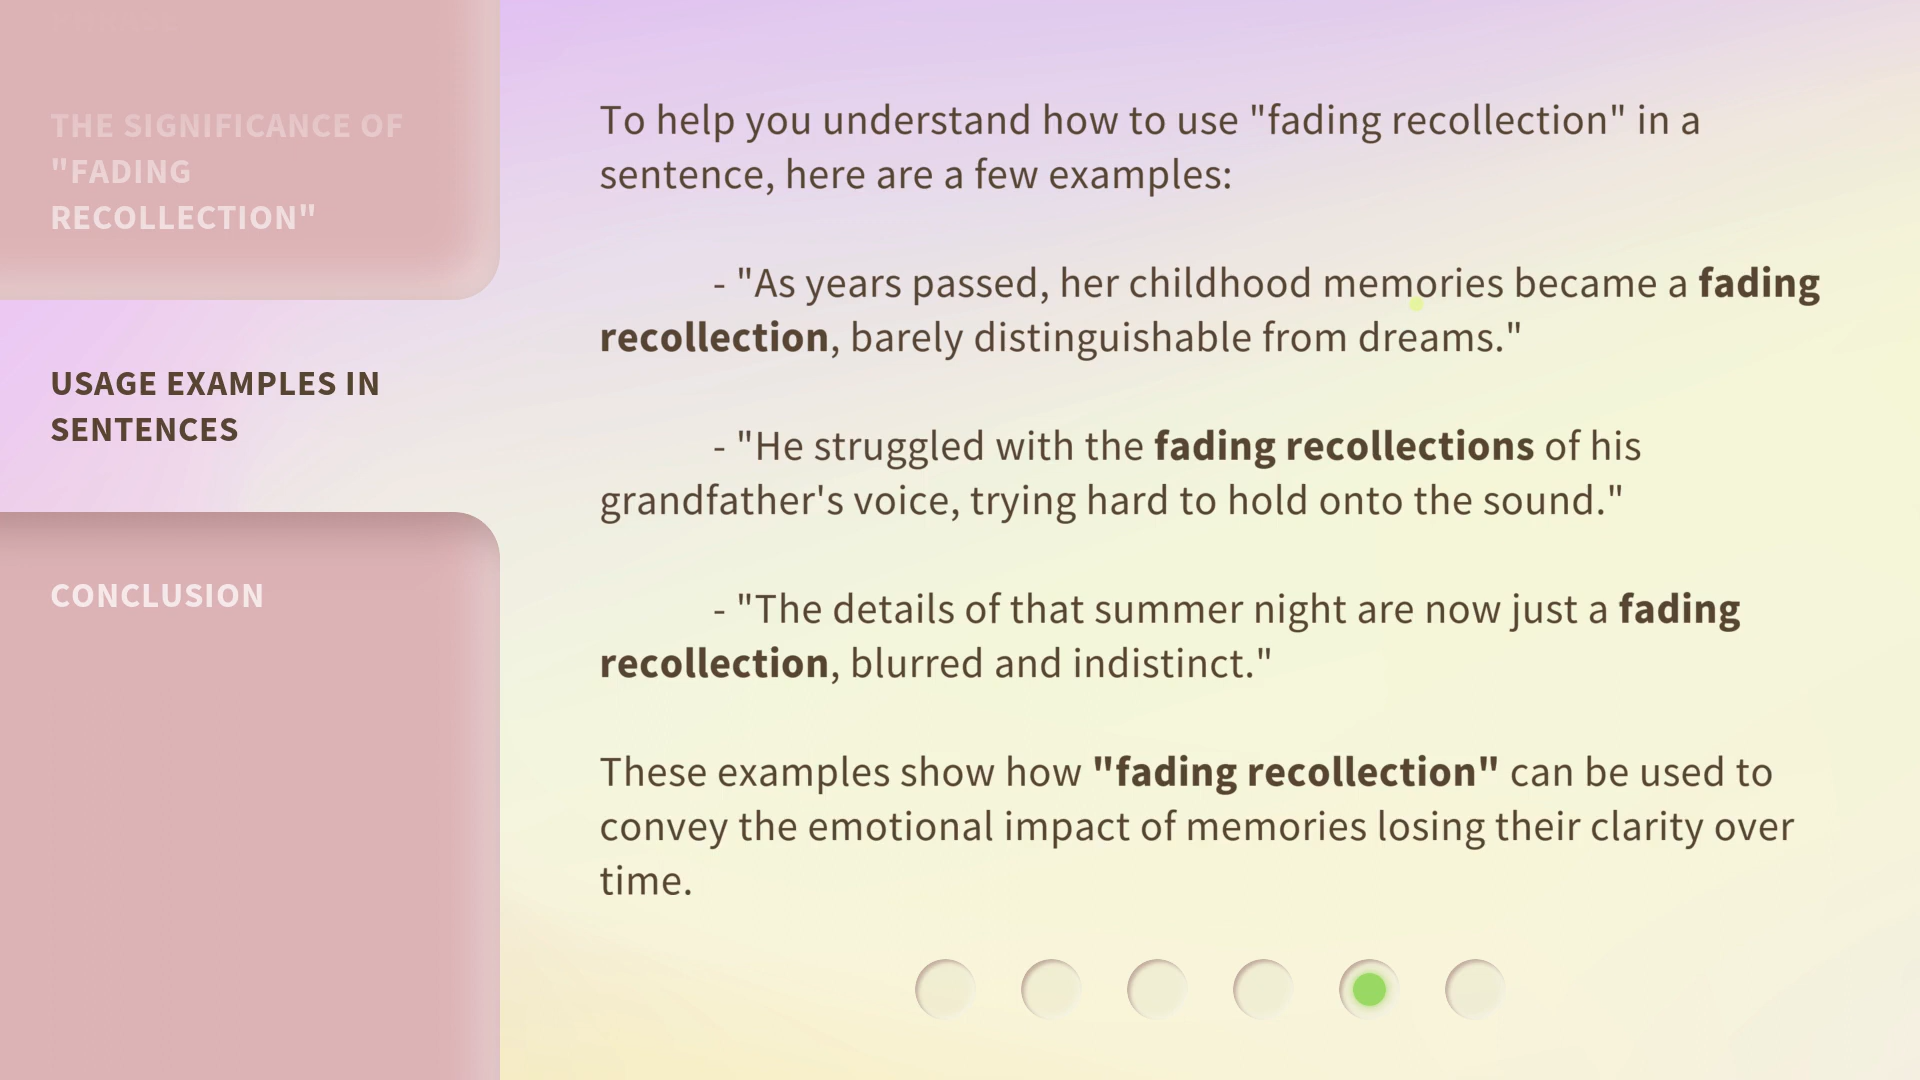 THE SIGNIFICANCE OF
"FADING
RECOLLECTION"
USAGE EXAMPLES IN
SENTENCES
CONCLUSION
To help you understand how to use "fading recollection" in a
sentence, here are a few examples:
- "As years passed, her childhood memories became a fading
recollection, barely distinguishable from dreams."
- "He struggled with the fading recollections of his
grandfather's voice, trying hard to hold onto the sound."
- "The details of that summer night are now just a fading
recollection, blurred and indistinct."
These examples show how "fading recollection" can be used to
convey the emotional impact of memories losing their clarity over
time.